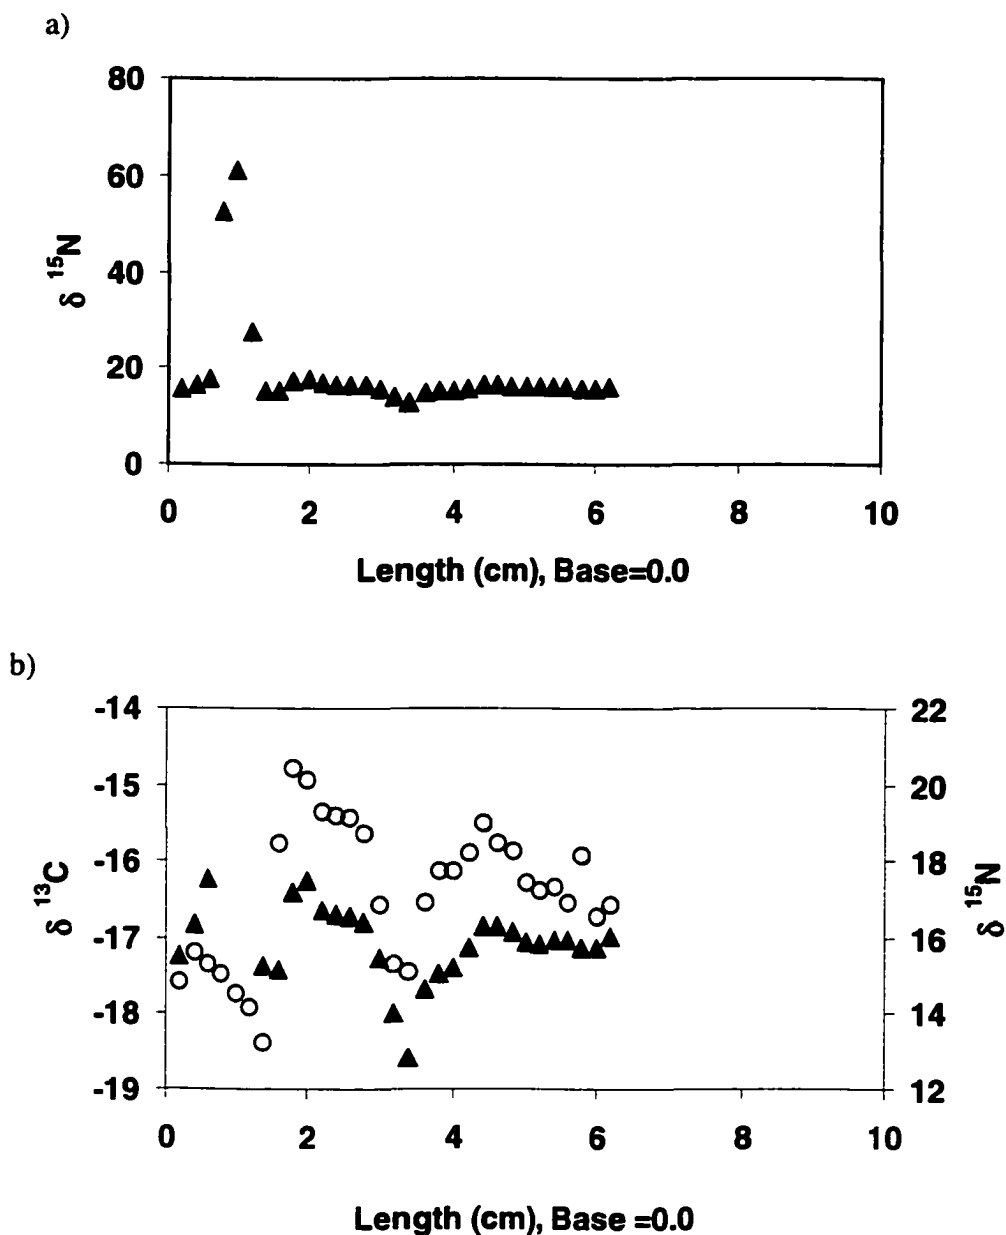 a)
80
60
40
20
0
δ ¹⁵N
0 2 4 6 8 10
Length (cm), Base=0.0
b)
-14 22
-15 20
-16 18
-17 16
-18 14
-19 12
δ ¹³C
δ ¹⁵N
0 2 4 6 8 10
Length (cm), Base =0.0